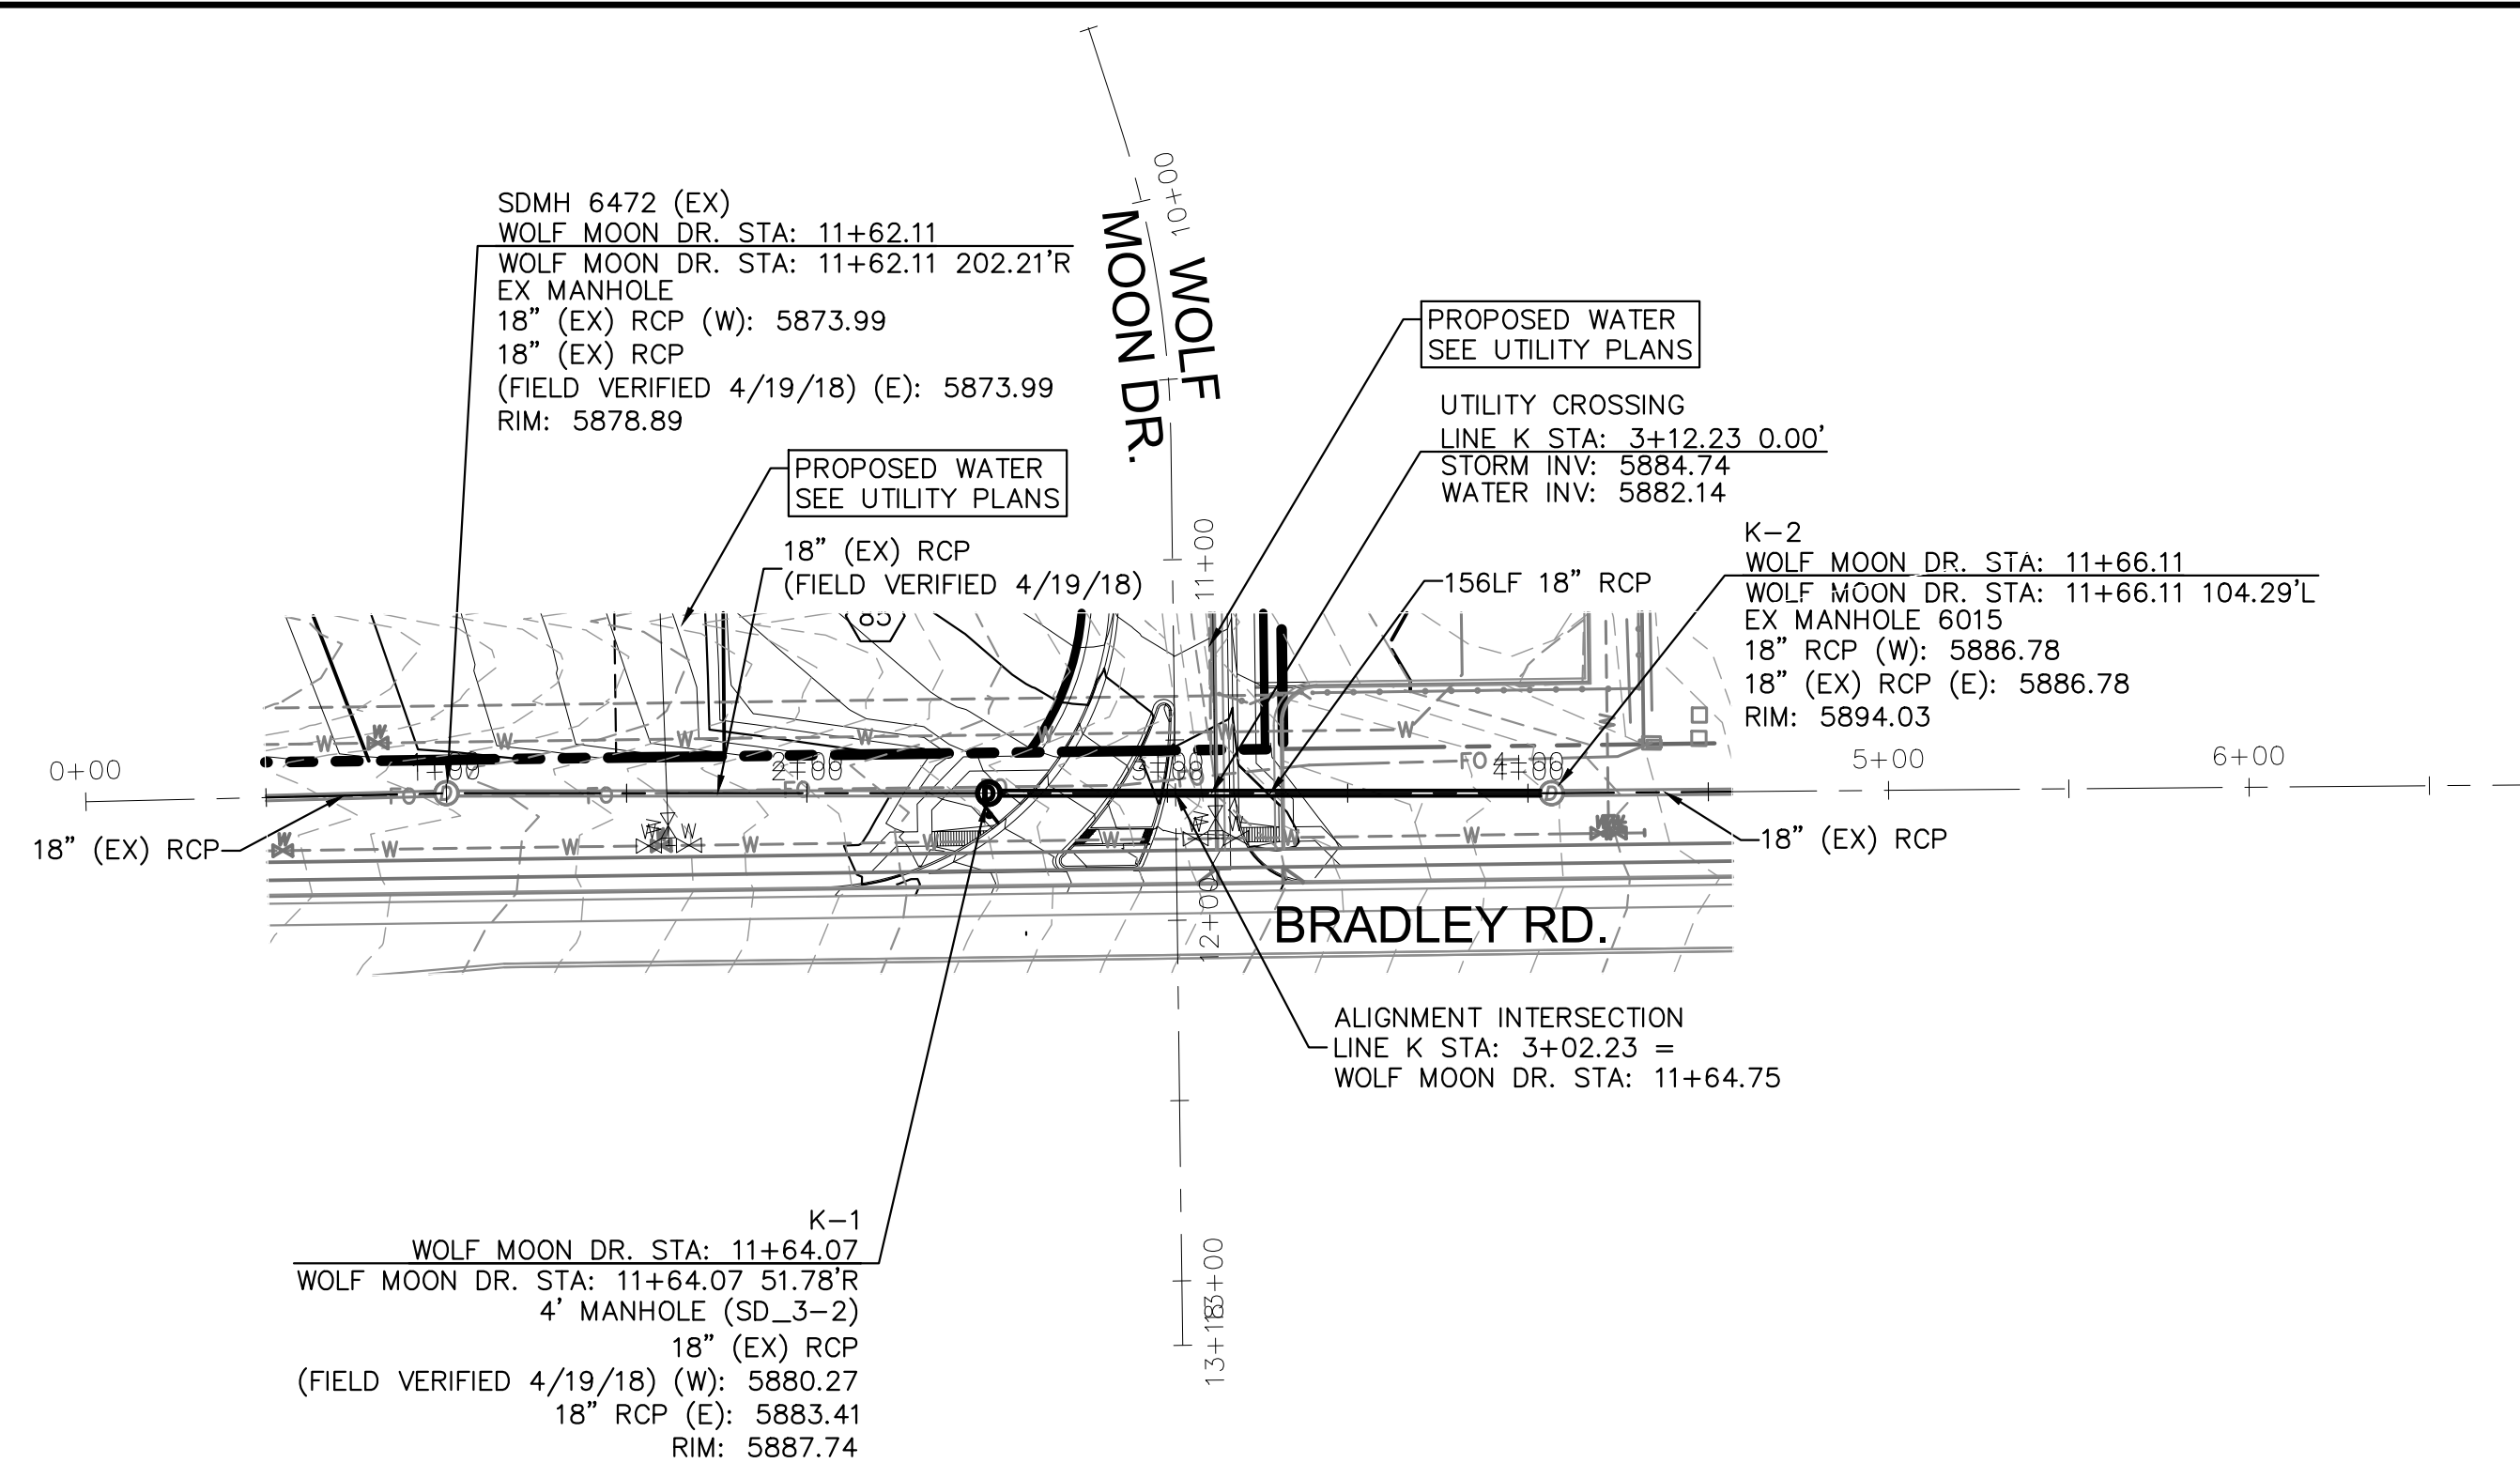 SDMH 6472 (EX)
WOLF MOON DR. STA: 11+62.11
WOLF MOON DR. STA: 11+62.11 202.21'R
EX MANHOLE
18" (EX) RCP (W): 5873.99
18" (EX) RCP
(FIELD VERIFIED 4/19/18) (E): 5873.99
RIM: 5878.89
10+00
WOLF
MOON DR.
PROPOSED WATER
SEE UTILITY PLANS
UTILITY CROSSING
LINE K STA: 3+12.23 0.00'
STORM INV: 5884.74
WATER INV: 5882.14
PROPOSED WATER
SEE UTILITY PLANS
18" (EX) RCP
(FIELD VERIFIED 4/19/18)
11+00
156LF 18" RCP
K-2
WOLF MOON DR. STA: 11+66.11
WOLF MOON DR. STA: 11+66.11 104.29'L
EX MANHOLE 6015
18" RCP (W): 5886.78
18" (EX) RCP (E): 5886.78
RIM: 5894.03
85
W
W
W
W
W
W
W
W
0+00
5+00
6+00
FO
FO
FO
FO
FO
D
D
D
18" (EX) RCP
W
W
W
W
W
W
W
W
W
18" (EX) RCP
12+00
BRADLEY RD.
ALIGNMENT INTERSECTION
LINE K STA: 3+02.23 =
WOLF MOON DR. STA: 11+64.75
K-1
WOLF MOON DR. STA: 11+64.07
WOLF MOON DR. STA: 11+64.07 51.78'R
4' MANHOLE (SD_3-2)
18" (EX) RCP
(FIELD VERIFIED 4/19/18) (W): 5880.27
18" RCP (E): 5883.41
RIM: 5887.74
13+00
13+18